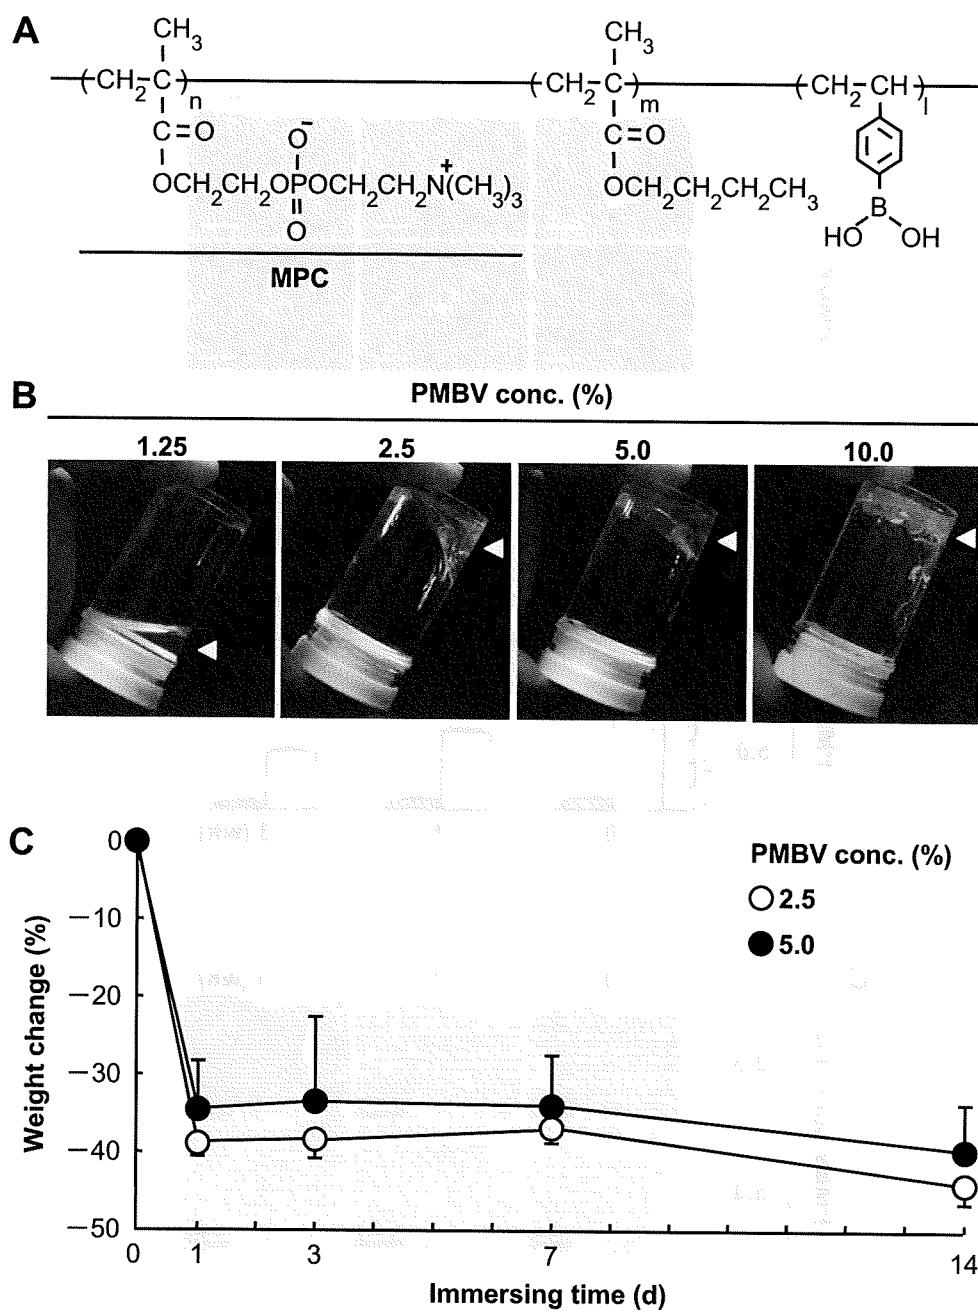 A
CH3
(CH2-C)n
C=O
O-
OCH2CH2OPOCH2CH2N+(CH3)3
O
MPC
CH3
(CH2-C)m
C=O
OCH2CH2CH2CH3
(CH2-CH)l
B
HO OH
B
PMBV conc. (%)
1.25 2.5 5.0 10.0
C
PMBV conc. (%)
2.5
5.0
Weight change (%)
0
−10
−20
−30
−40
−50
0 1 3 7 14
Immersing time (d)